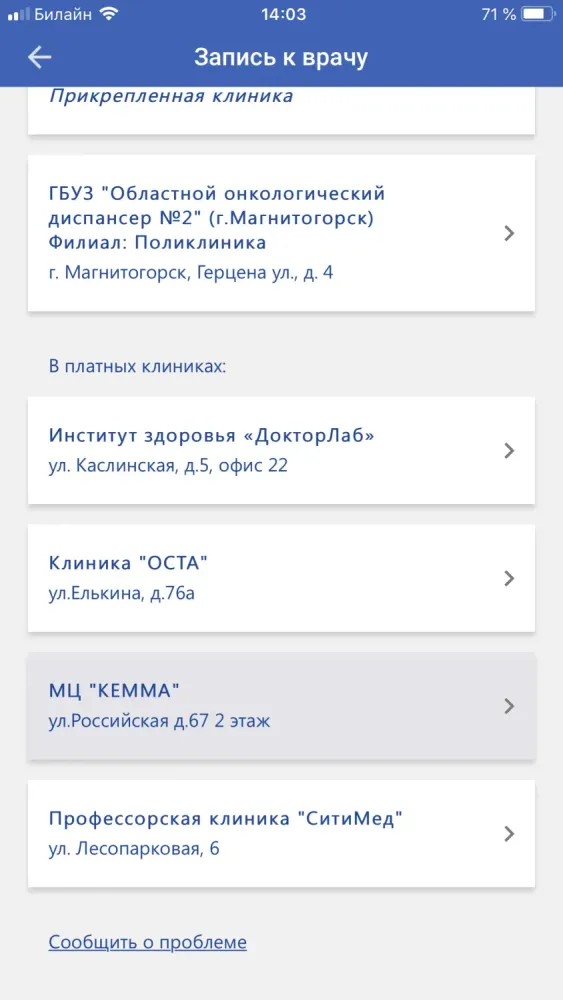 Билайн 14:03 71 %
Запись к врачу
Прикрепленная клиника
ГБУЗ "Областной онкологический
диспансер №2" (г.Магнитогорск)
Филиал: Поликлиника
г. Магнитогорск, Герцена ул., д. 4
В платных клиниках:
Институт здоровья «ДокторЛаб»
ул. Каслинская, д.5, офис 22
Клиника "ОСТА"
ул.Елькина, д.76а
МЦ "КЕММА"
ул.Российская д.67 2 этаж
Профессорская клиника "СитиМед"
ул. Лесопарковая, 6
Сообщить о проблеме